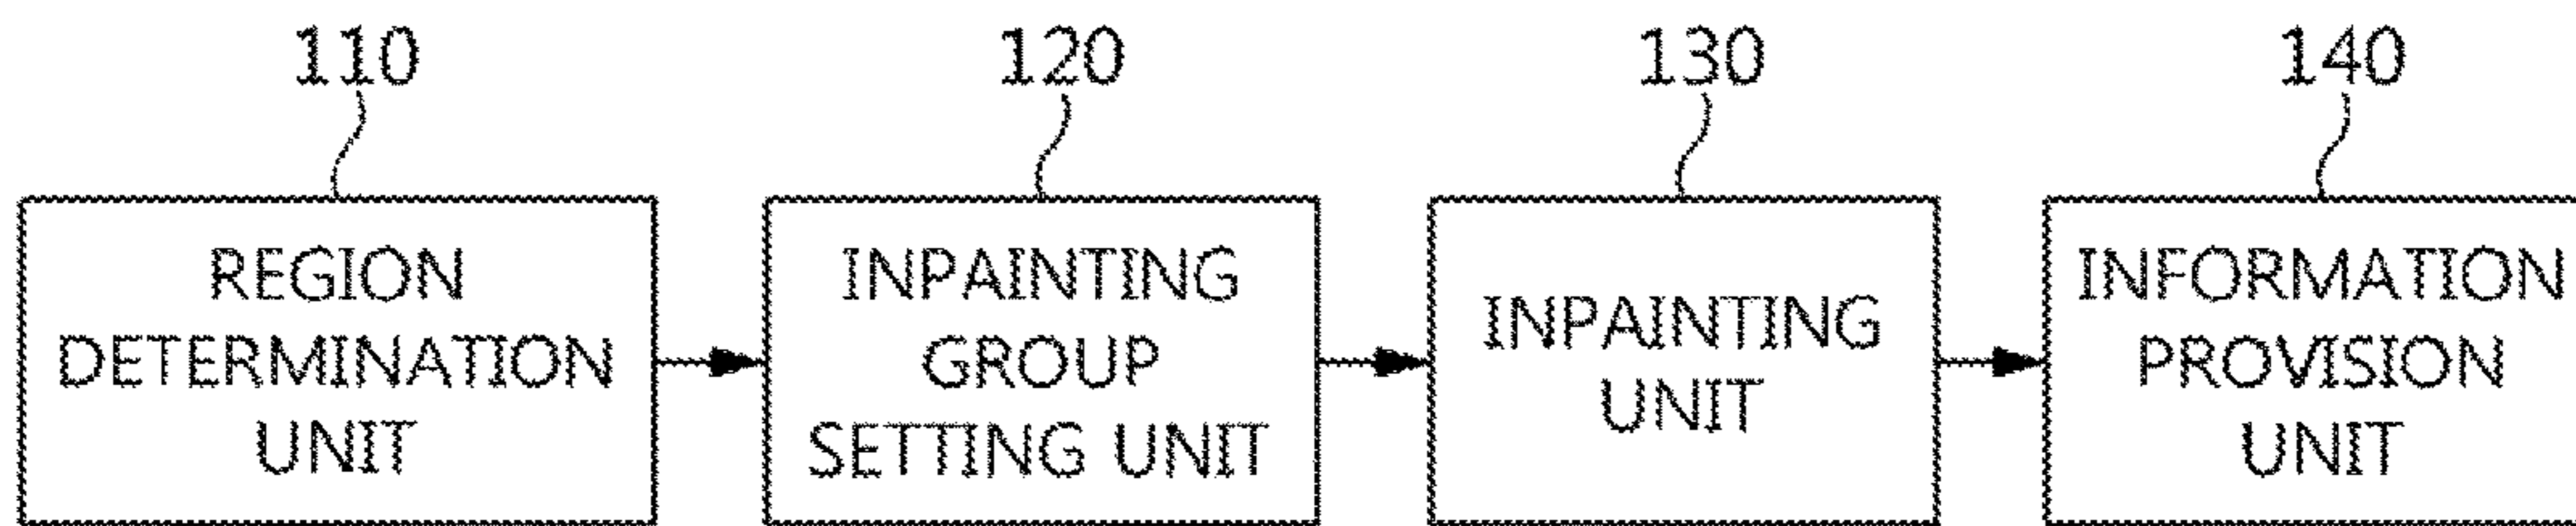 110
120
130
140
REGION
DETERMINATION
UNIT
INPAINTING
GROUP
SETTING UNIT
INPAINTING
UNIT
INFORMATION
PROVISION
UNIT